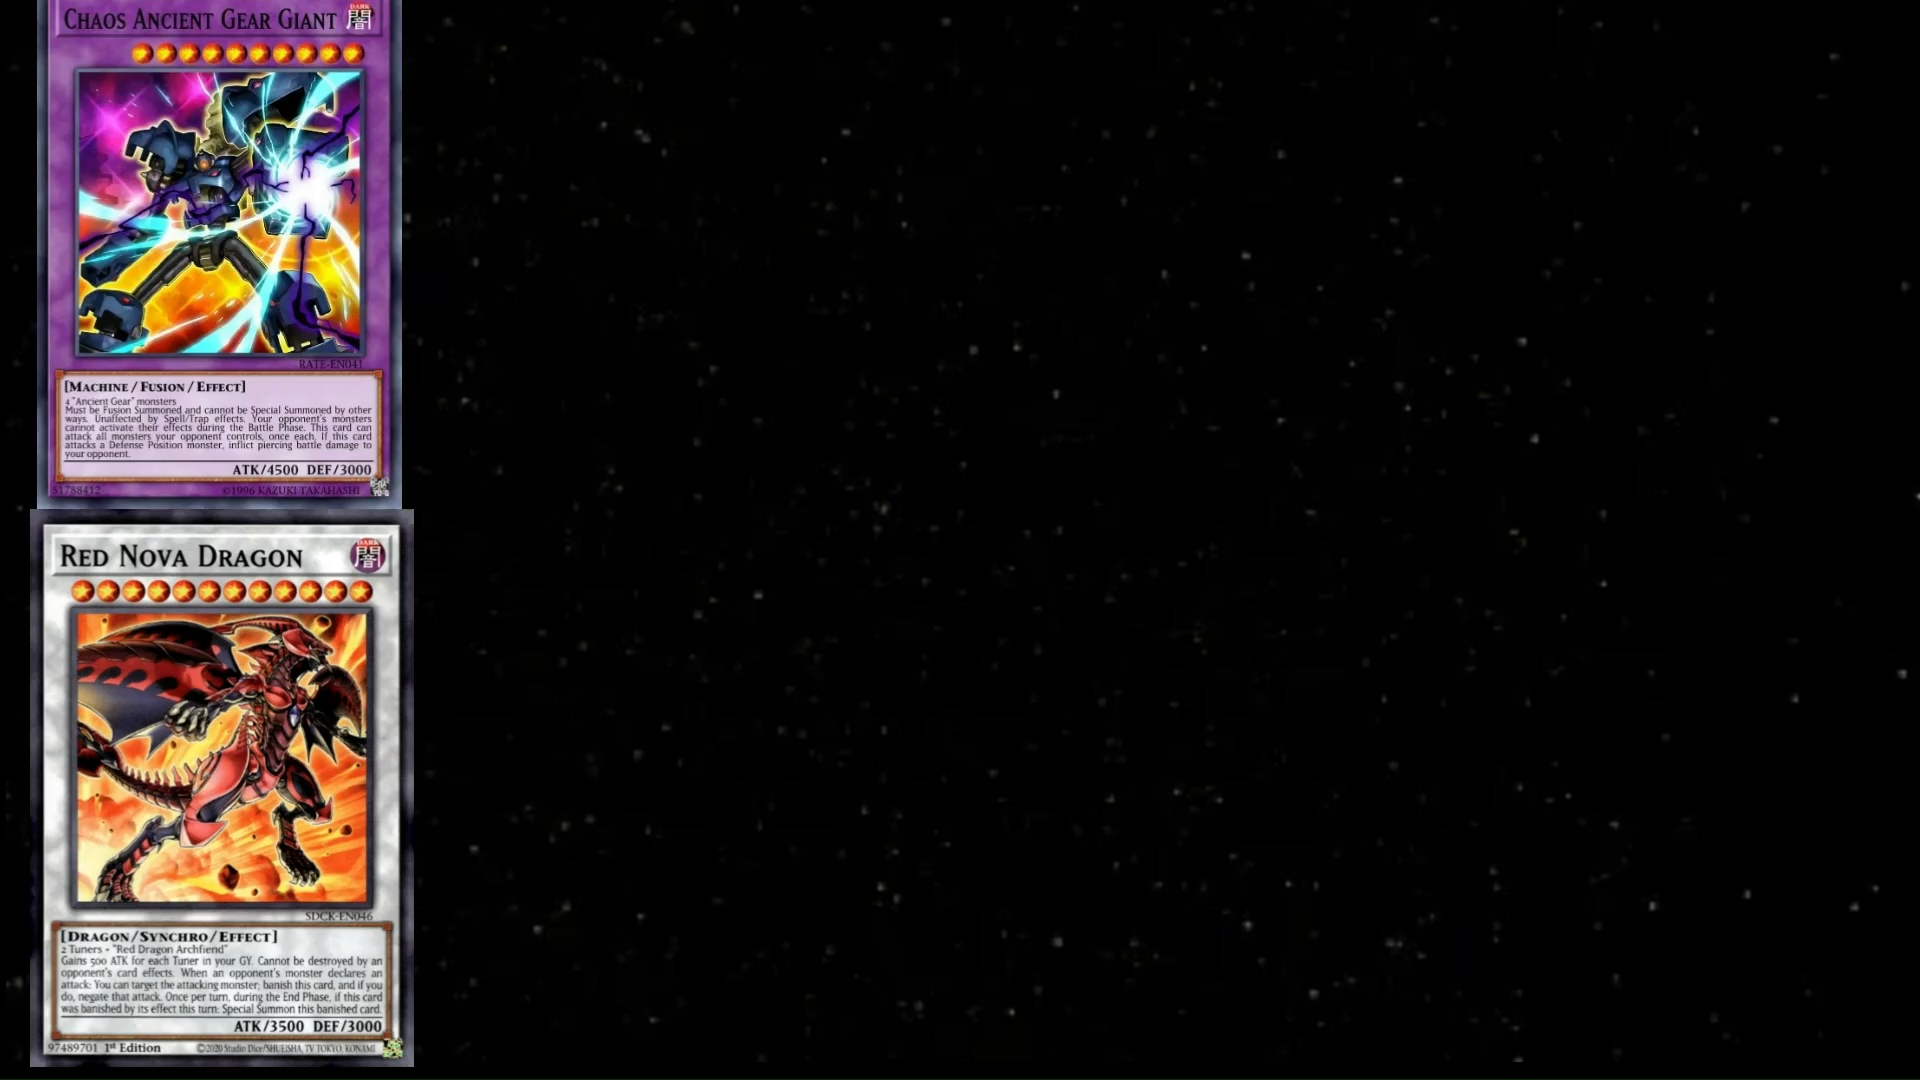 CHAOS ANCIENT GEAR GIANT
DARK
闇
RATE-EN041
[MACHINE / FUSION / EFFECT]
4 "Ancient Gear" monsters
Must be Fusion Summoned and cannot be Special Summoned by other
ways. Unaffected by Spell/Trap effects. Your opponent's monsters
cannot activate their effects during the Battle Phase. This card can
attack all monsters your opponent controls, once each. If this card
attacks a Defense Position monster, inflict piercing battle damage to
your opponent.
ATK/4500 DEF/3000
51788412
©1996 KAZUKI TAKAHASHI
RED NOVA DRAGON
DARK
闇
SDCK-EN046
[DRAGON/SYNCHRO/EFFECT]
2 Tuners + "Red Dragon Archfiend"
Gains 500 ATK for each Tuner in your GY. Cannot be destroyed by an
opponent's card effects. When an opponent's monster declares an
attack: You can target the attacking monster; banish this card, and if you
do, negate that attack. Once per turn, during the End Phase, if this card
was banished by its effect this turn: Special Summon this banished card.
ATK/3500 DEF/3000
97489701 1st Edition
©2020 Studio Dice/SHUEISHA, TV TOKYO, KONAMI